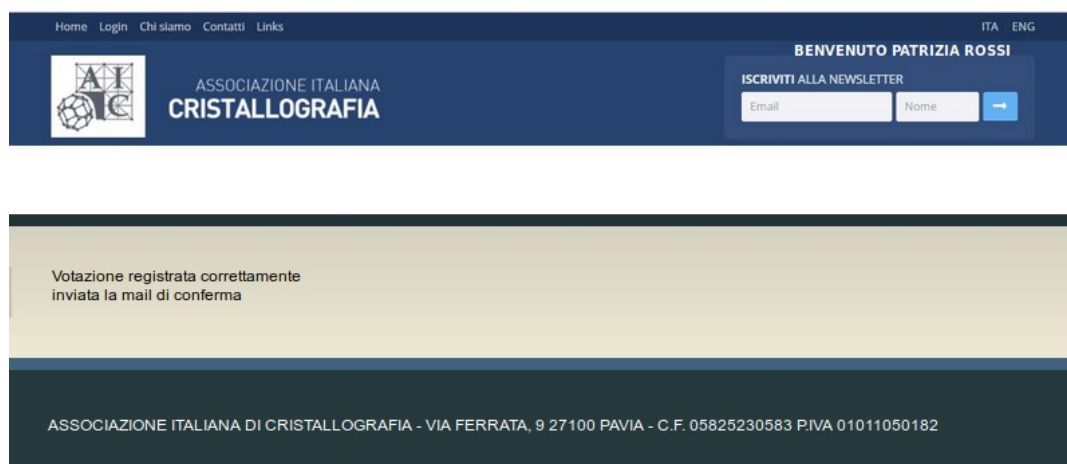 Home Login Chi siamo Contatti Links
ITA ENG
BENVENUTO PATRIZIA ROSSI
AIC
ASSOCIAZIONE ITALIANA
CRISTALLOGRAFIA
ISCRIVITI ALLA NEWSLETTER
Email Nome
Votazione registrata correttamente
inviata la mail di conferma
ASSOCIAZIONE ITALIANA DI CRISTALLOGRAFIA - VIA FERRATA, 9 27100 PAVIA - C.F. 05825230583 P.IVA 01011050182